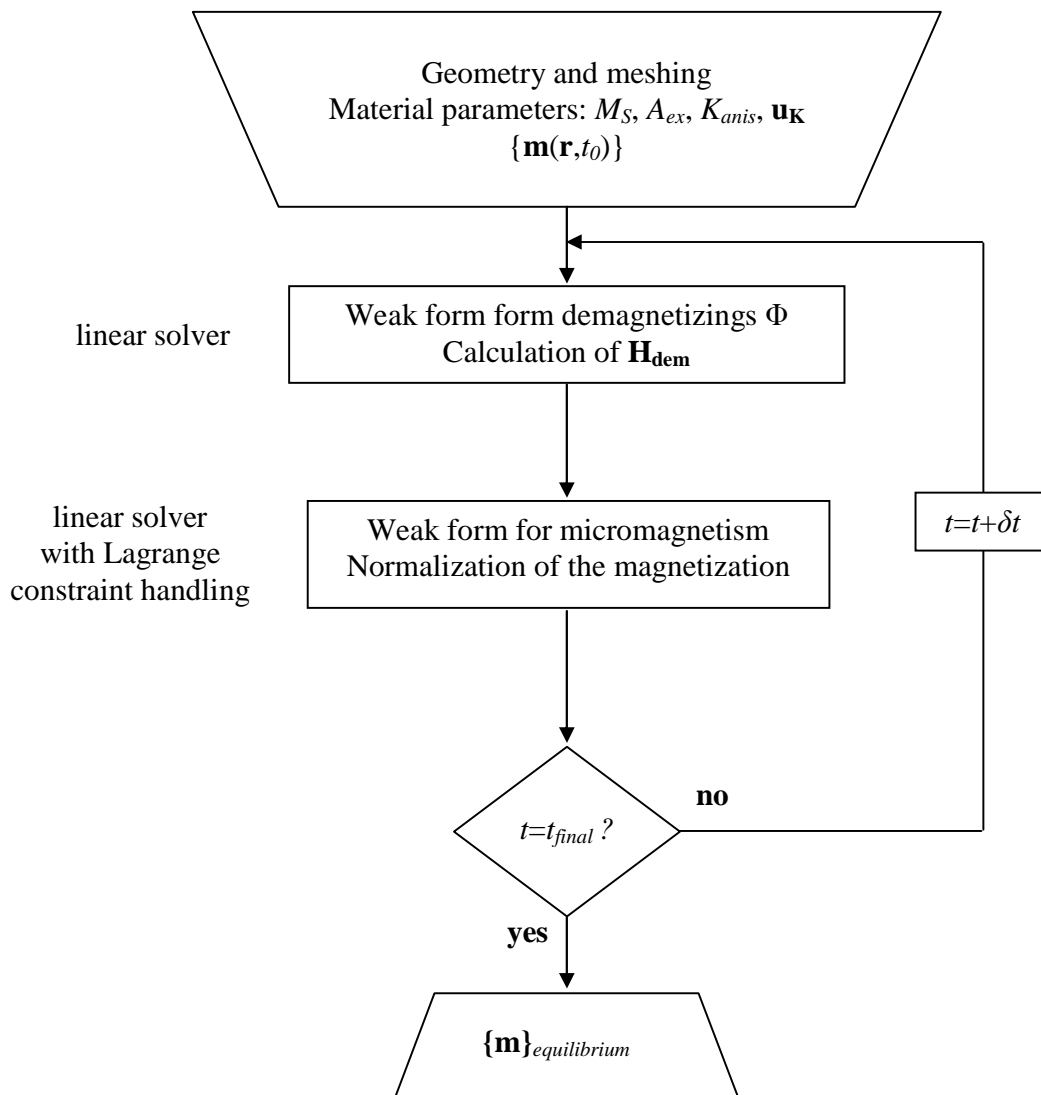 Geometry and meshing
Material parameters: M_S, A_ex, K_anis, u_K
{m(r,t_0)}
linear solver
Weak form form demagnetizings Φ
Calculation of H_dem
linear solver
with Lagrange
constraint handling
Weak form for micromagnetism
Normalization of the magnetization
t=t+δt
no
t=t_final ?
yes
{m}_equilibrium